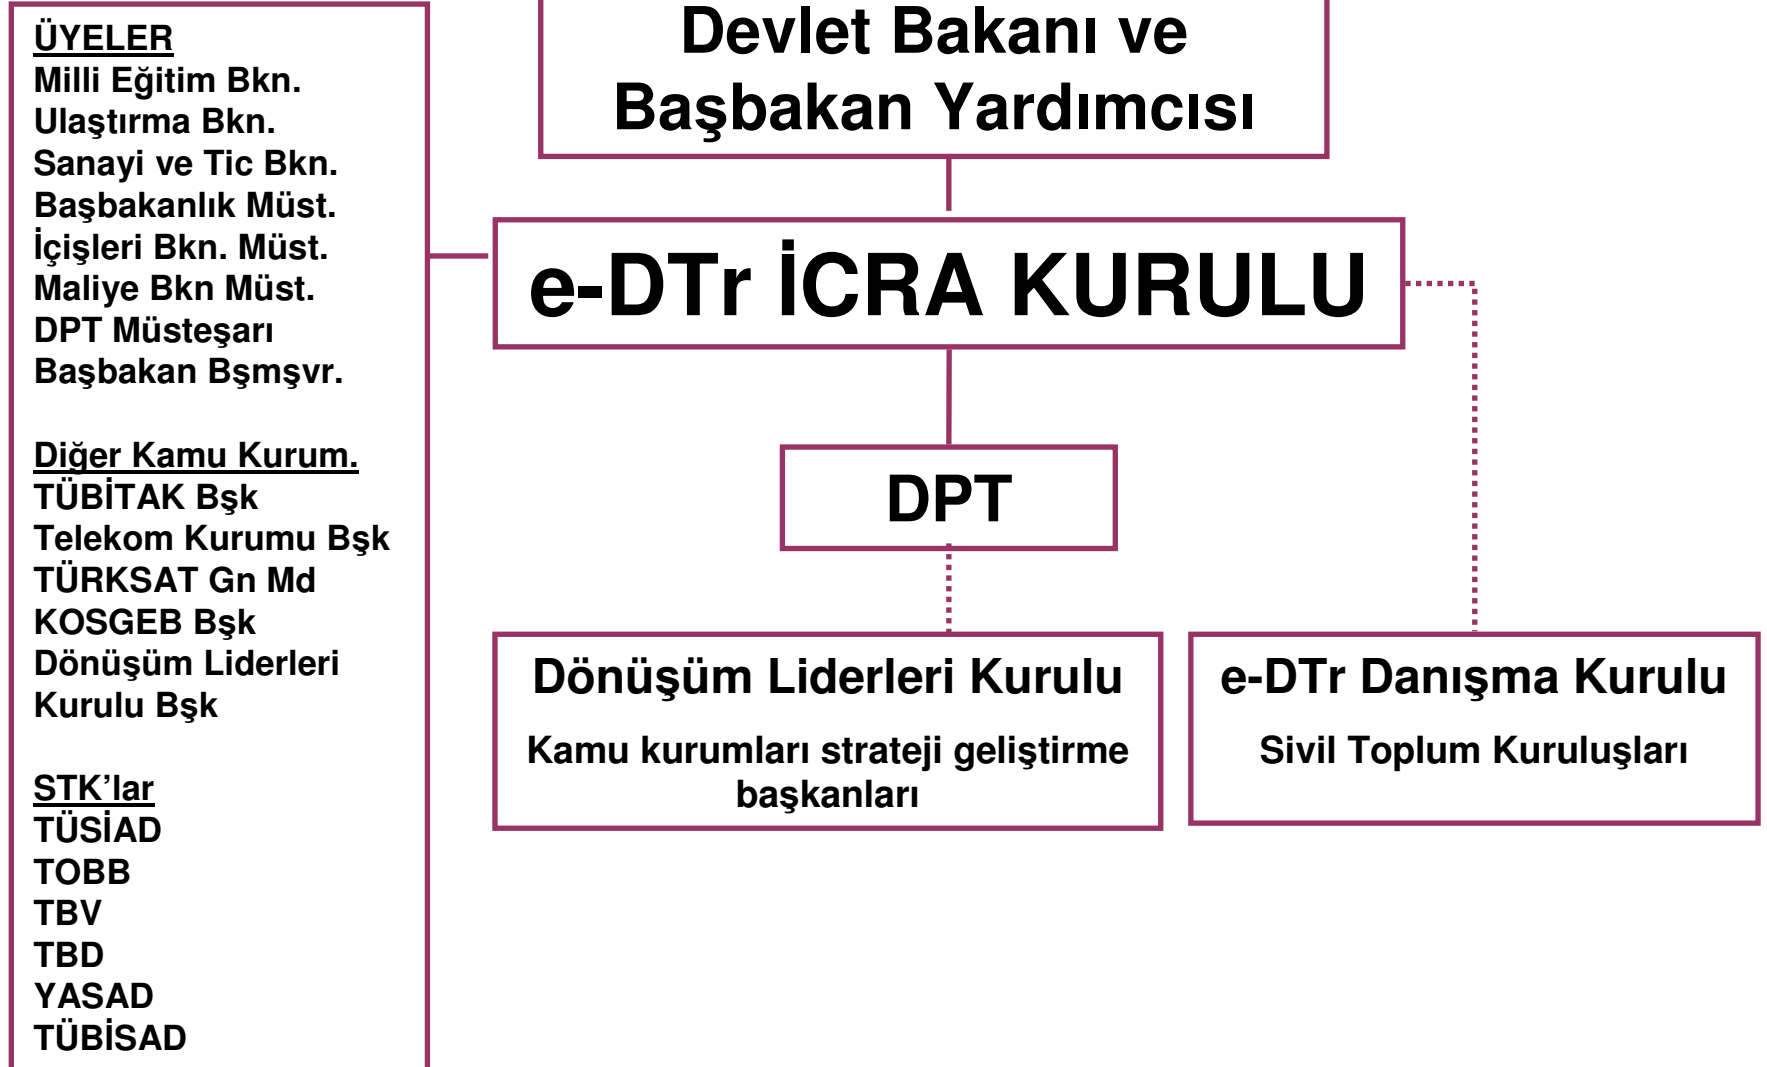 ÜYELER
Milli Eğitim Bkn.
Ulaştırma Bkn.
Sanayi ve Tic Bkn.
Başbakanlık Müst.
İçişleri Bkn. Müst.
Maliye Bkn Müst.
DPT Müsteşarı
Başbakan Bşmşvr.
Diğer Kamu Kurum.
TÜBİTAK Bşk
Telekom Kurumu Bşk
TÜRKSAT Gn Md
KOSGEB Bşk
Dönüşüm Liderleri
Kurulu Bşk
STK’lar
TÜSİAD
TOBB
TBV
TBD
YASAD
TÜBİSAD
Devlet Bakanı ve
Başbakan Yardımcısı
e-DTr İCRA KURULU
DPT
Dönüşüm Liderleri Kurulu
Kamu kurumları strateji geliştirme
başkanları
e-DTr Danışma Kurulu
Sivil Toplum Kuruluşları